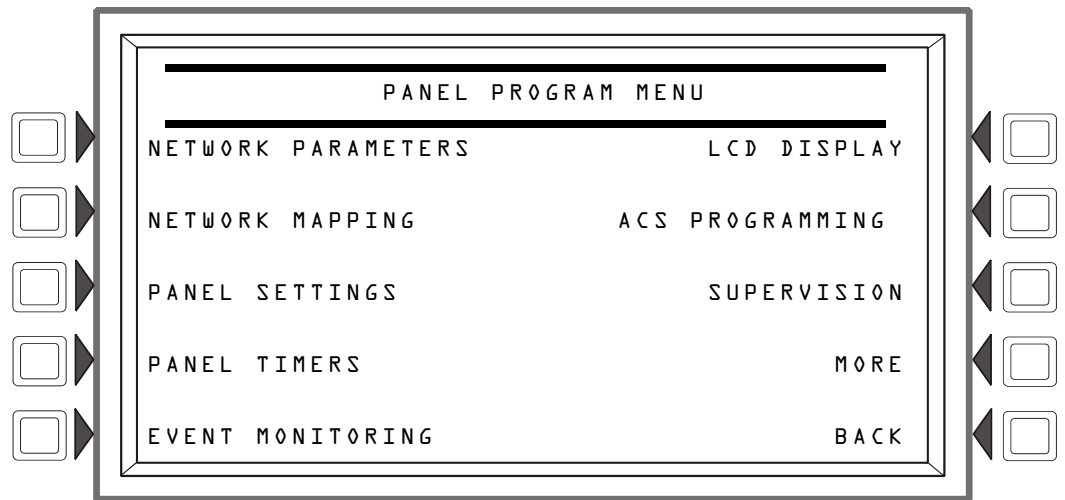 PANEL PROGRAM MENU
NETWORK PARAMETERS LCD DISPLAY
NETWORK MAPPING ACS PROGRAMMING
PANEL SETTINGS SUPERVISION
PANEL TIMERS MORE
EVENT MONITORING BACK